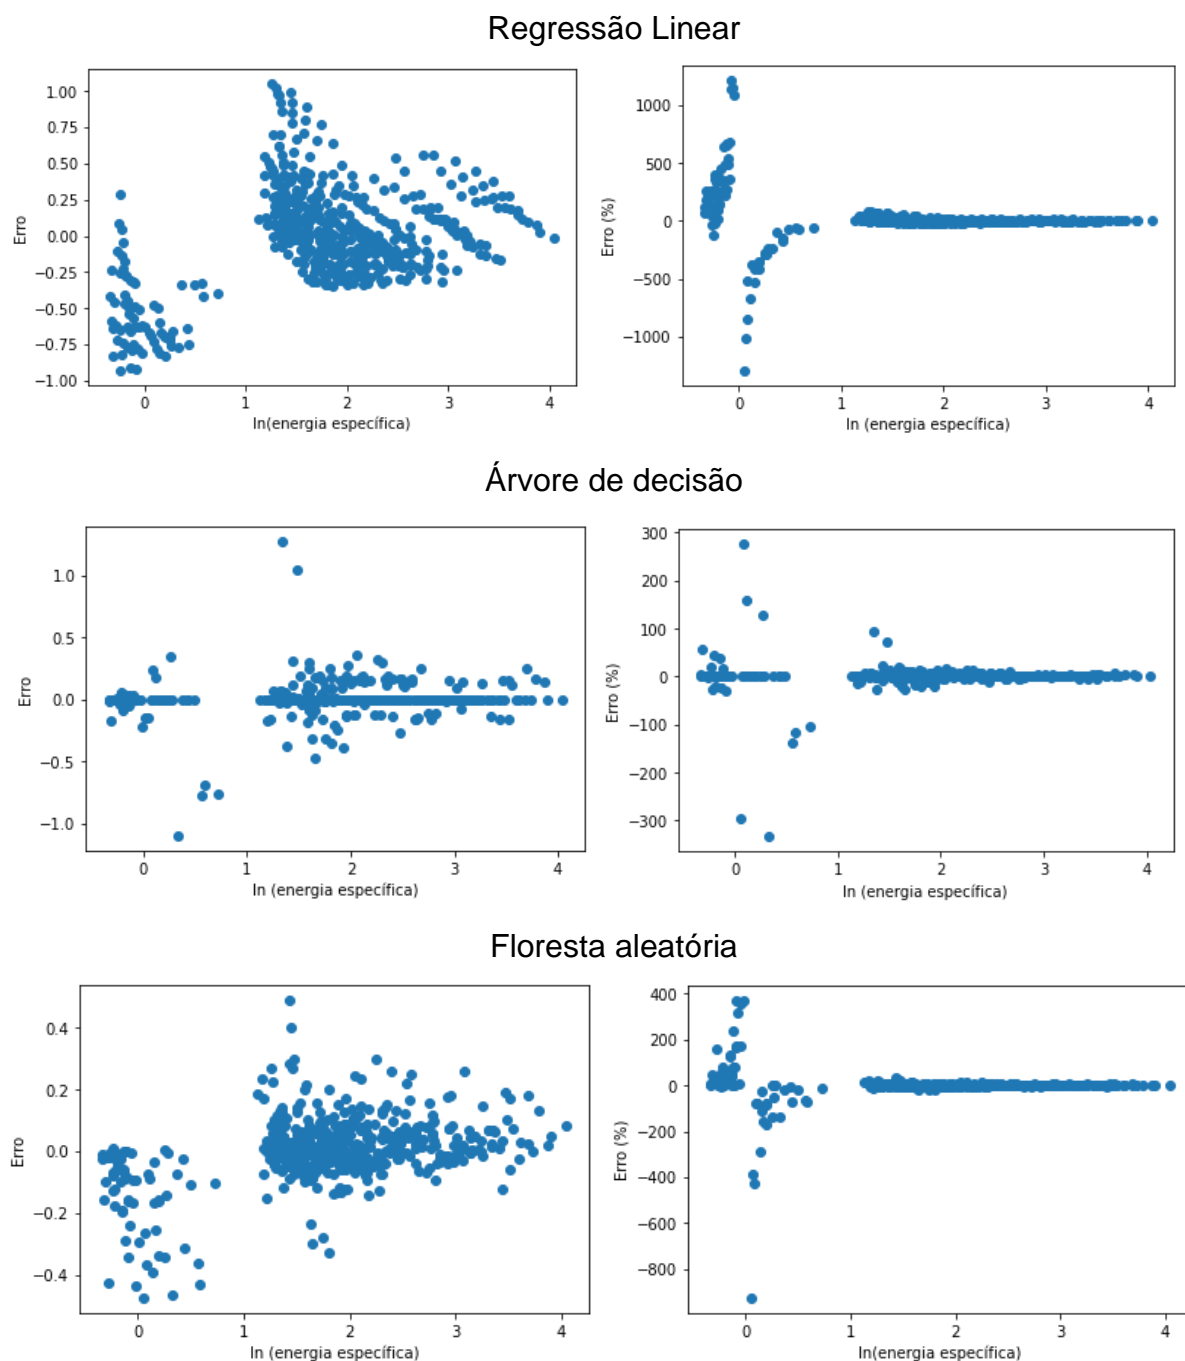 Regressão Linear
1.00
0.75
0.50
0.25
0.00
−0.25
−0.50
−0.75
−1.00
Erro
0 1 2 3 4
ln(energia específica)
1000
500
0
−500
−1000
Erro (%)
0 1 2 3 4
ln (energia específica)
Árvore de decisão
1.0
0.5
0.0
−0.5
−1.0
Erro
0 1 2 3 4
ln (energia específica)
300
200
100
0
−100
−200
−300
Erro (%)
0 1 2 3 4
ln (energia específica)
Floresta aleatória
0.4
0.2
0.0
−0.2
−0.4
Erro
0 1 2 3 4
ln (energia específica)
400
200
0
−200
−400
−600
−800
Erro (%)
0 1 2 3 4
ln(energia específica)